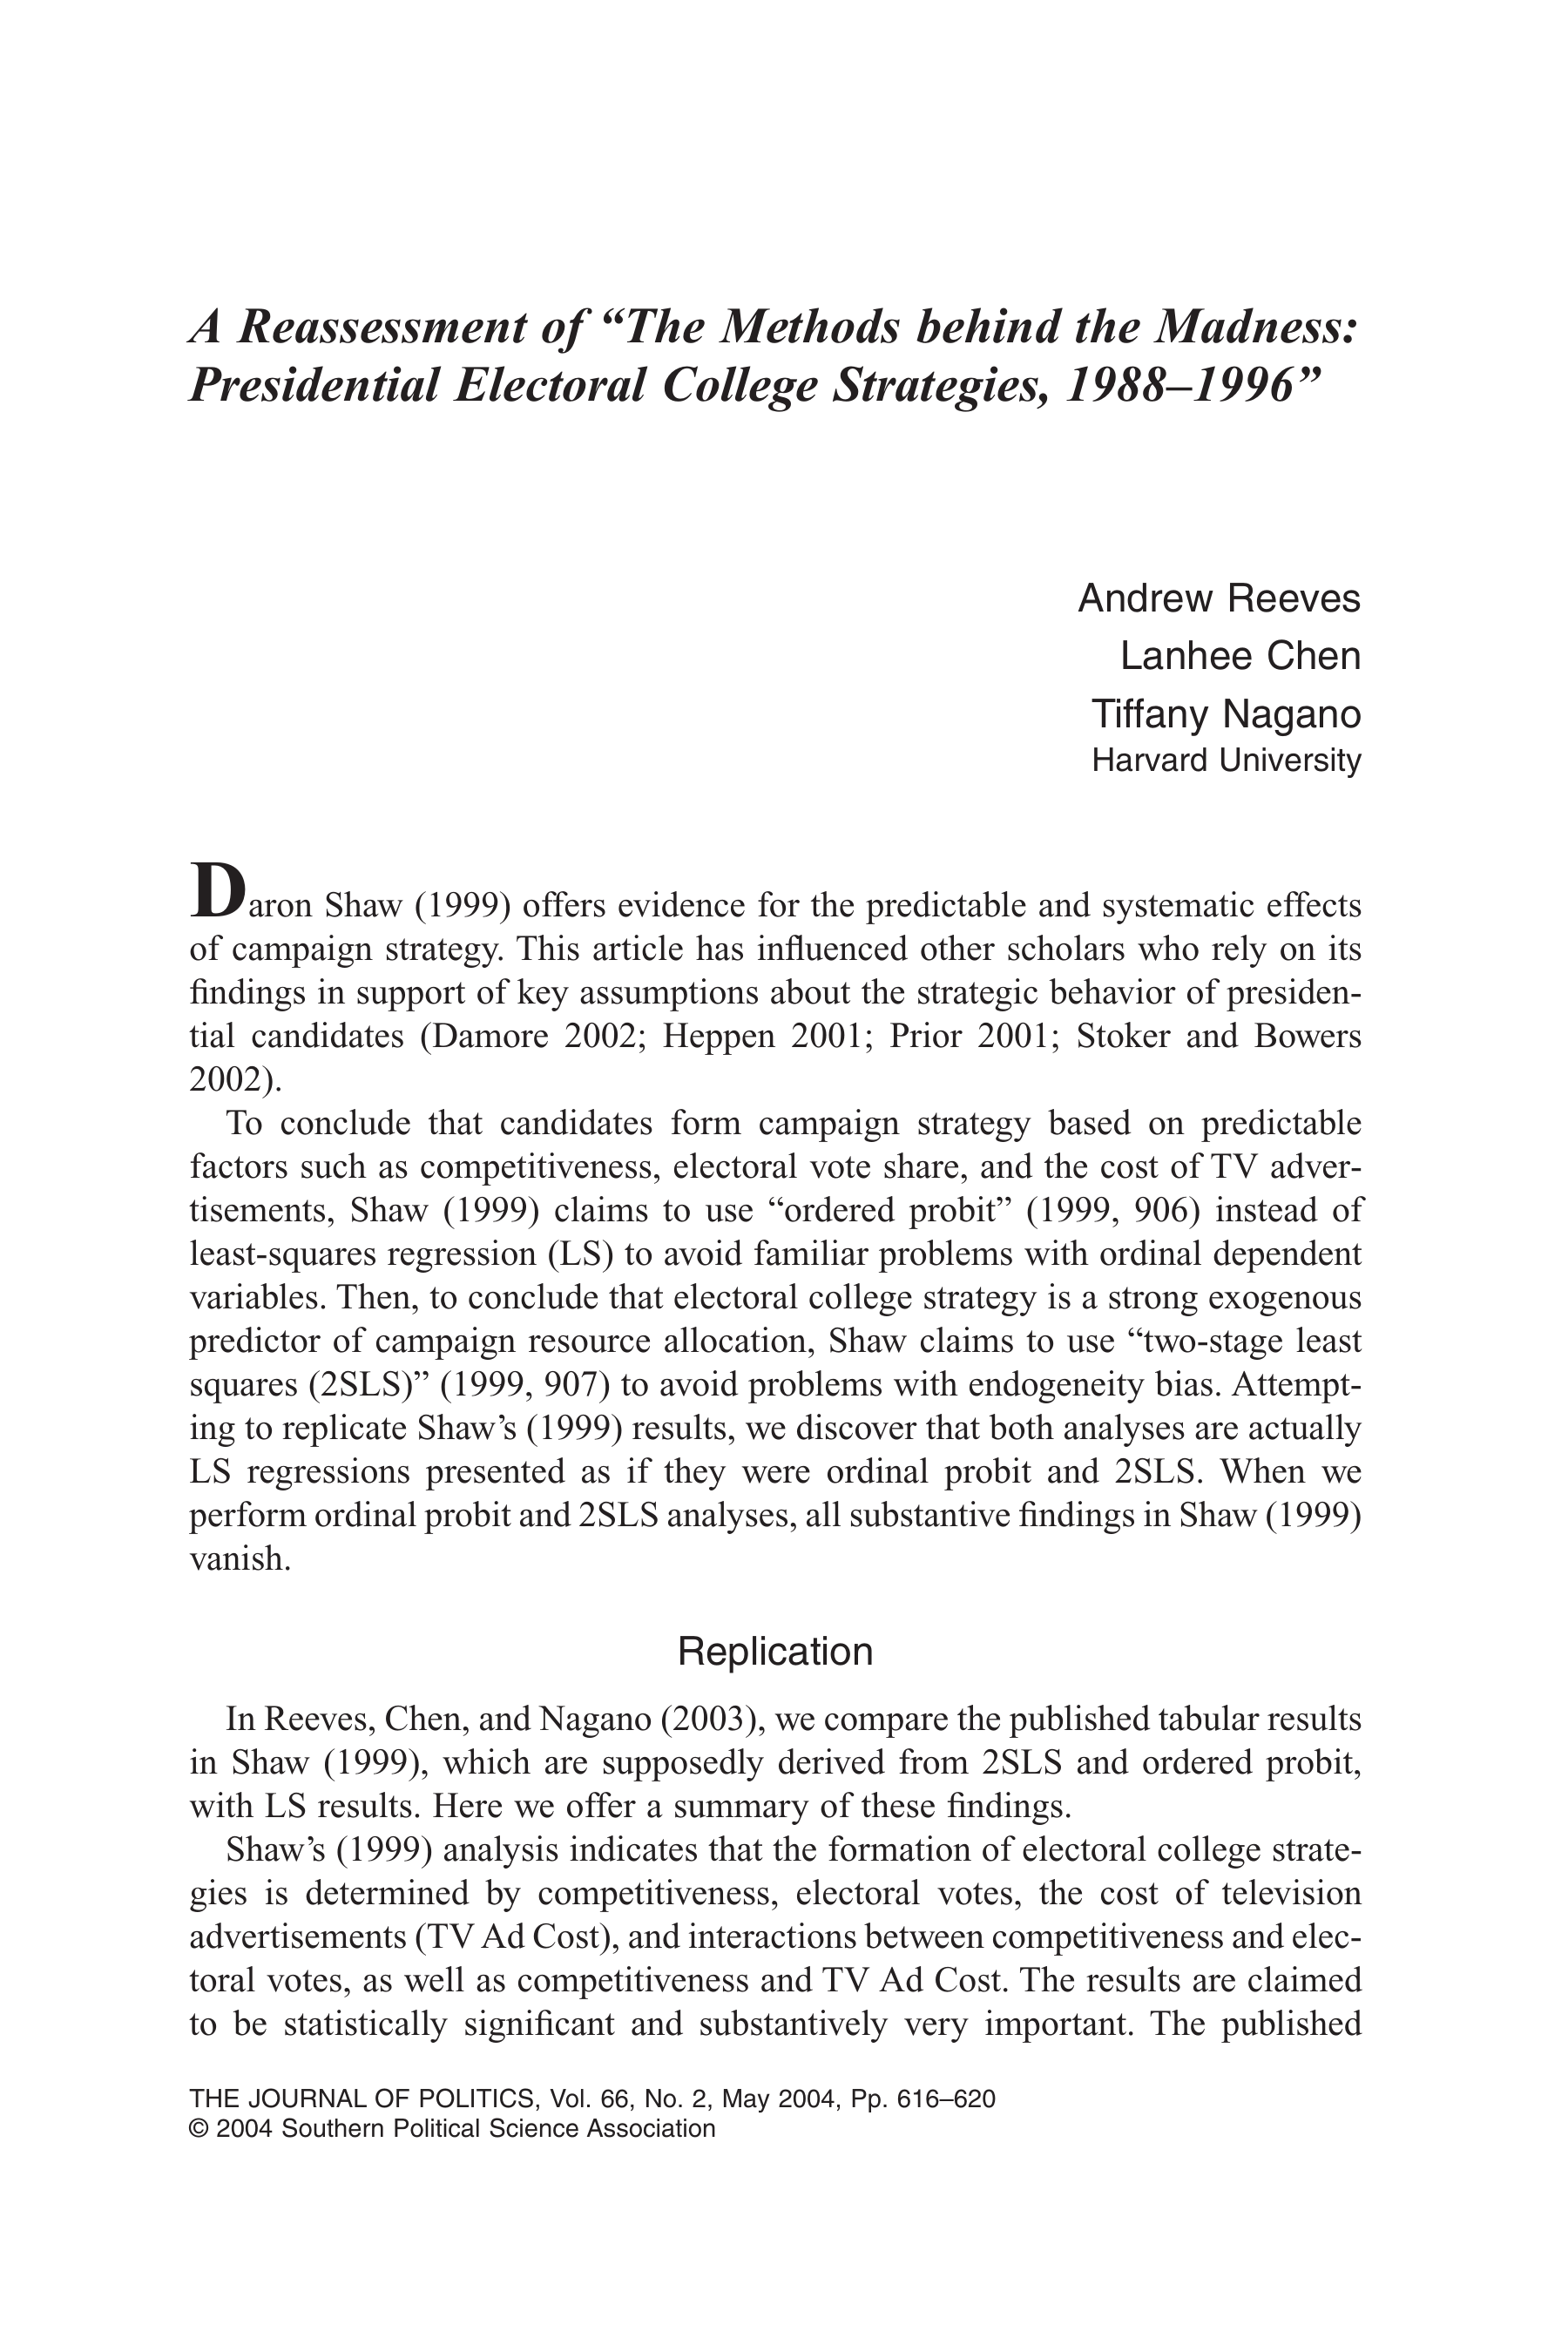 A Reassessment of “The Methods behind the Madness:
Presidential Electoral College Strategies, 1988–1996”
Andrew Reeves
Lanhee Chen
Tiffany Nagano
Harvard University
Daron Shaw (1999) offers evidence for the predictable and systematic effects
of campaign strategy. This article has influenced other scholars who rely on its
findings in support of key assumptions about the strategic behavior of presiden-
tial candidates (Damore 2002; Heppen 2001; Prior 2001; Stoker and Bowers
2002).
To conclude that candidates form campaign strategy based on predictable
factors such as competitiveness, electoral vote share, and the cost of TV adver-
tisements, Shaw (1999) claims to use “ordered probit” (1999, 906) instead of
least-squares regression (LS) to avoid familiar problems with ordinal dependent
variables. Then, to conclude that electoral college strategy is a strong exogenous
predictor of campaign resource allocation, Shaw claims to use “two-stage least
squares (2SLS)” (1999, 907) to avoid problems with endogeneity bias. Attempt-
ing to replicate Shaw’s (1999) results, we discover that both analyses are actually
LS regressions presented as if they were ordinal probit and 2SLS. When we
perform ordinal probit and 2SLS analyses, all substantive findings in Shaw (1999)
vanish.
Replication
In Reeves, Chen, and Nagano (2003), we compare the published tabular results
in Shaw (1999), which are supposedly derived from 2SLS and ordered probit,
with LS results. Here we offer a summary of these findings.
Shaw’s (1999) analysis indicates that the formation of electoral college strate-
gies is determined by competitiveness, electoral votes, the cost of television
advertisements (TV Ad Cost), and interactions between competitiveness and elec-
toral votes, as well as competitiveness and TV Ad Cost. The results are claimed
to be statistically significant and substantively very important. The published
THE JOURNAL OF POLITICS, Vol. 66, No. 2, May 2004, Pp. 616–620
© 2004 Southern Political Science Association